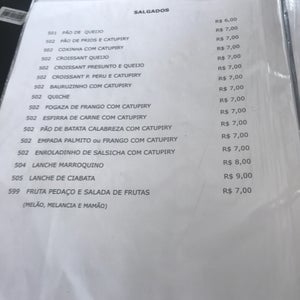 SALGADOS
501 PÃO DE QUEIJO R$ 6,00
502 PÃO DE FRIOS E CATUPIRY R$ 7,00
502 COXINHA COM CATUPIRY R$ 7,00
502 CROISSANT QUEIJO R$ 7,00
502 CROISSANT PRESUNTO E QUEIJO R$ 7,00
502 CROISSANT P. PERU E CATUPIRY R$ 7,00
502 BAURUZINHO COM CATUPIRY R$ 7,00
502 QUICHE R$ 7,00
502 FOGAZA DE FRANGO COM CATUPIRY R$ 7,00
502 ESFIRRA DE CARNE COM CATUPIRY R$ 7,00
502 PÃO DE BATATA CALABREZA COM CATUPIRY R$ 7,00
502 EMPADA PALMITO ou FRANGO COM CATUPIRY R$ 7,00
502 ENROLADINHO DE SALSICHA COM CATUPIRY R$ 7,00
504 LANCHE MARROQUINO R$ 8,00
505 LANCHE DE CIABATA R$ 9,00
599 FRUTA PEDAÇO E SALADA DE FRUTAS R$ 7,00
(MELÃO, MELANCIA E MAMÃO)